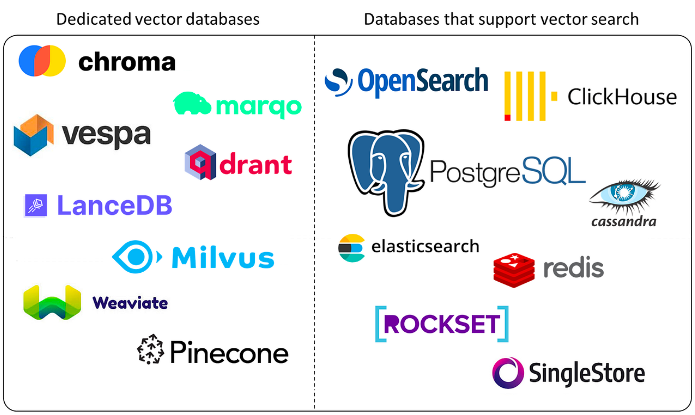 Dedicated vector databases
Databases that support vector search
chroma
marqo
vespa
qdrant
LanceDB
Milvus
Weaviate
Pinecone
OpenSearch
ClickHouse
PostgreSQL
cassandra
elasticsearch
redis
[ROCKSET]
SingleStore